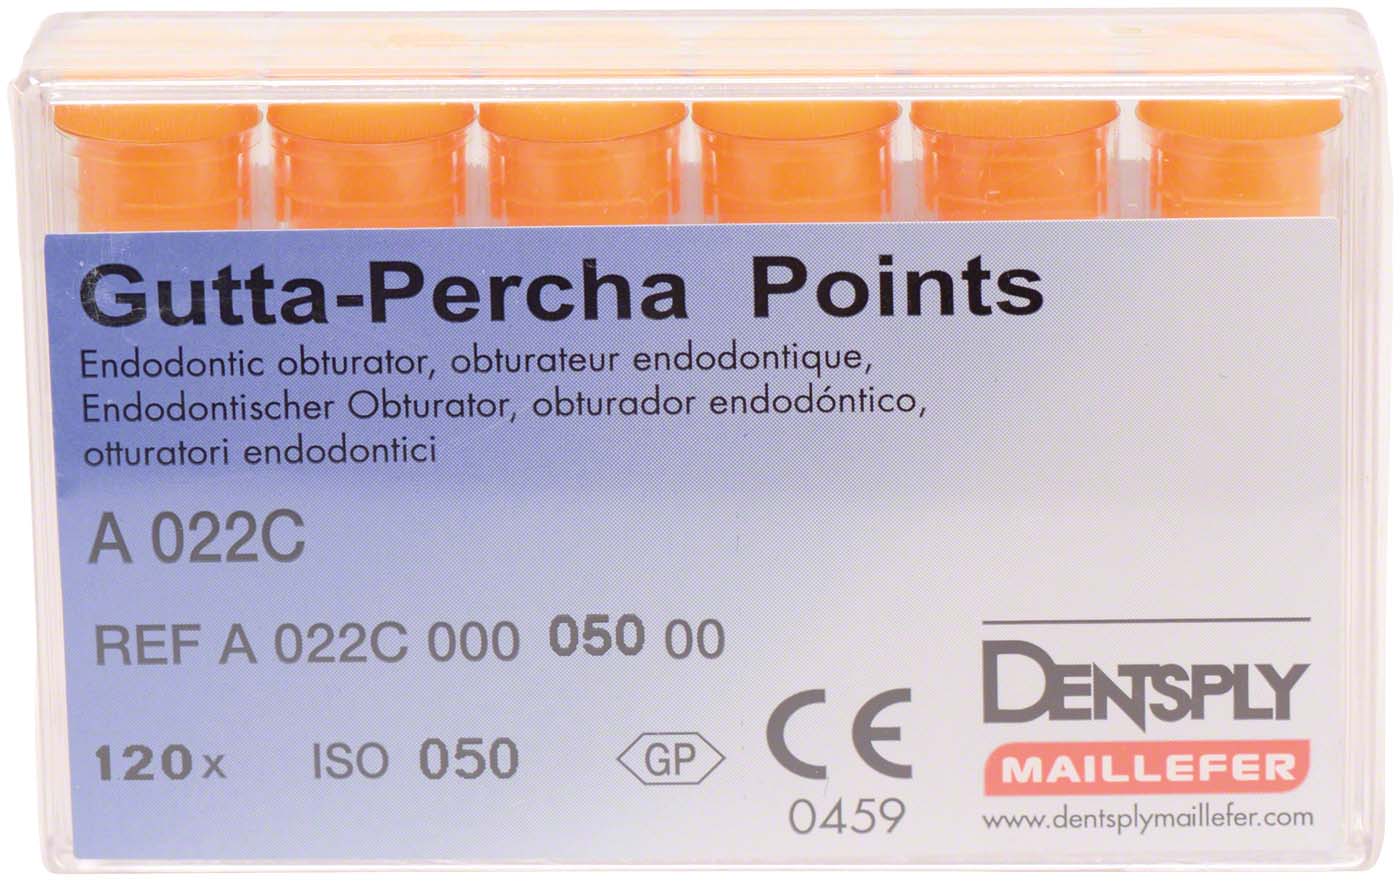 Gutta-Percha Points
Endodontic obturator, obturateur endodontique,
Endodontischer Obturator, obturador endodóntico,
otturatori endodontici
A 022C
REF A 022C 000 050 00
120 x ISO 050 GP CE
0459
DENTSPLY
MAILLEFER
www.dentsplymaillefer.com